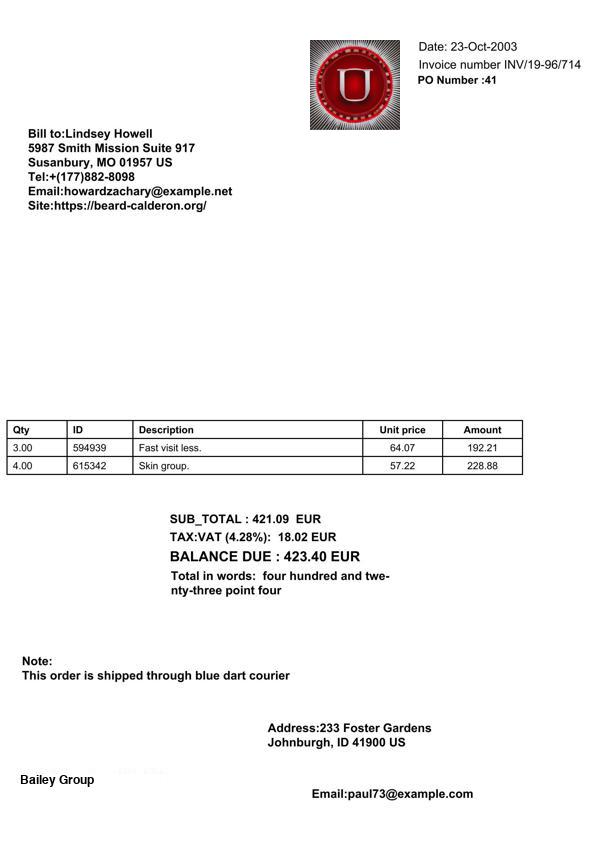 U
Date: 23-Oct-2003
Invoice number INV/19-96/714
PO Number :41
Bill to:Lindsey Howell
5987 Smith Mission Suite 917
Susanbury, MO 01957 US
Tel:+(177)882-8098
Email:howardzachary@example.net
Site:https://beard-calderon.org/
Qty ID Description Unit price Amount
3.00 594939 Fast visit less. 64.07 192.21
4.00 615342 Skin group. 57.22 228.88
SUB_TOTAL : 421.09 EUR
TAX:VAT (4.28%): 18.02 EUR
BALANCE DUE : 423.40 EUR
Total in words: four hundred and twe-
nty-three point four
Note:
This order is shipped through blue dart courier
Address:233 Foster Gardens
Johnburgh, ID 41900 US
Bailey Group
Email:paul73@example.com